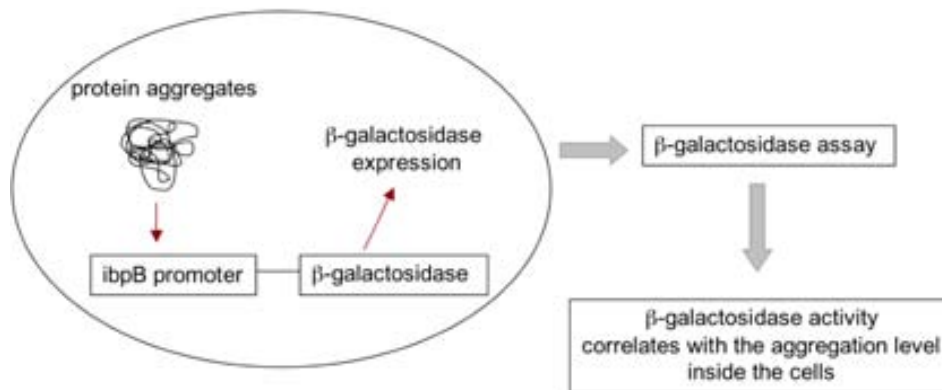 protein aggregates
β-galactosidase
expression
β-galactosidase assay
ibpB promoter
β-galactosidase
β-galactosidase activity
correlates with the aggregation level
inside the cells